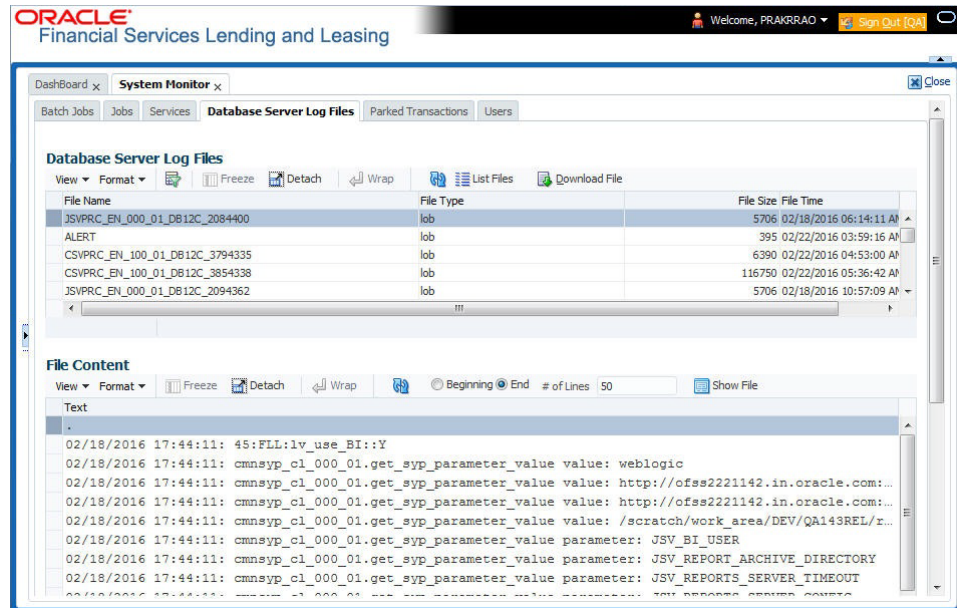 ORACLE
Financial Services Lending and Leasing
Welcome, PRAKRRAO
Sign Out [QA]
DashBoard x System Monitor x
Close
Batch Jobs Jobs Services Database Server Log Files Parked Transactions Users
Database Server Log Files
View Format Freeze Detach Wrap List Files Download File
File Name File Type File Size File Time
JSVPRC_EN_000_01_DB12C_2084400 lob 5706 02/18/2016 06:14:11 AM
ALERT lob 395 02/22/2016 03:59:16 AM
CSVPRC_EN_100_01_DB12C_3794335 lob 6390 02/22/2016 04:53:00 AM
CSVPRC_EN_100_01_DB12C_3854338 lob 116750 02/22/2016 05:36:42 AM
JSVPRC_EN_000_01_DB12C_2094362 lob 5706 02/18/2016 10:57:09 AM
File Content
View Format Freeze Detach Wrap Beginning End # of Lines 50 Show File
Text
.
02/18/2016 17:44:11: 45:FLL:lv_use_BI::Y
02/18/2016 17:44:11: cmnsyp_cl_000_01.get_syp_parameter_value value: weblogic
02/18/2016 17:44:11: cmnsyp_cl_000_01.get_syp_parameter_value value: http://ofss2221142.in.oracle.com:...
02/18/2016 17:44:11: cmnsyp_cl_000_01.get_syp_parameter_value value: http://ofss2221142.in.oracle.com:...
02/18/2016 17:44:11: cmnsyp_cl_000_01.get_syp_parameter_value value: /scratch/work_area/DEV/QA143REL/r...
02/18/2016 17:44:11: cmnsyp_cl_000_01.get_syp_parameter_value parameter: JSV_BI_USER
02/18/2016 17:44:11: cmnsyp_cl_000_01.get_syp_parameter_value parameter: JSV_REPORT_ARCHIVE_DIRECTORY
02/18/2016 17:44:11: cmnsyp_cl_000_01.get_syp_parameter_value parameter: JSV_REPORTS_SERVER_TIMEOUT